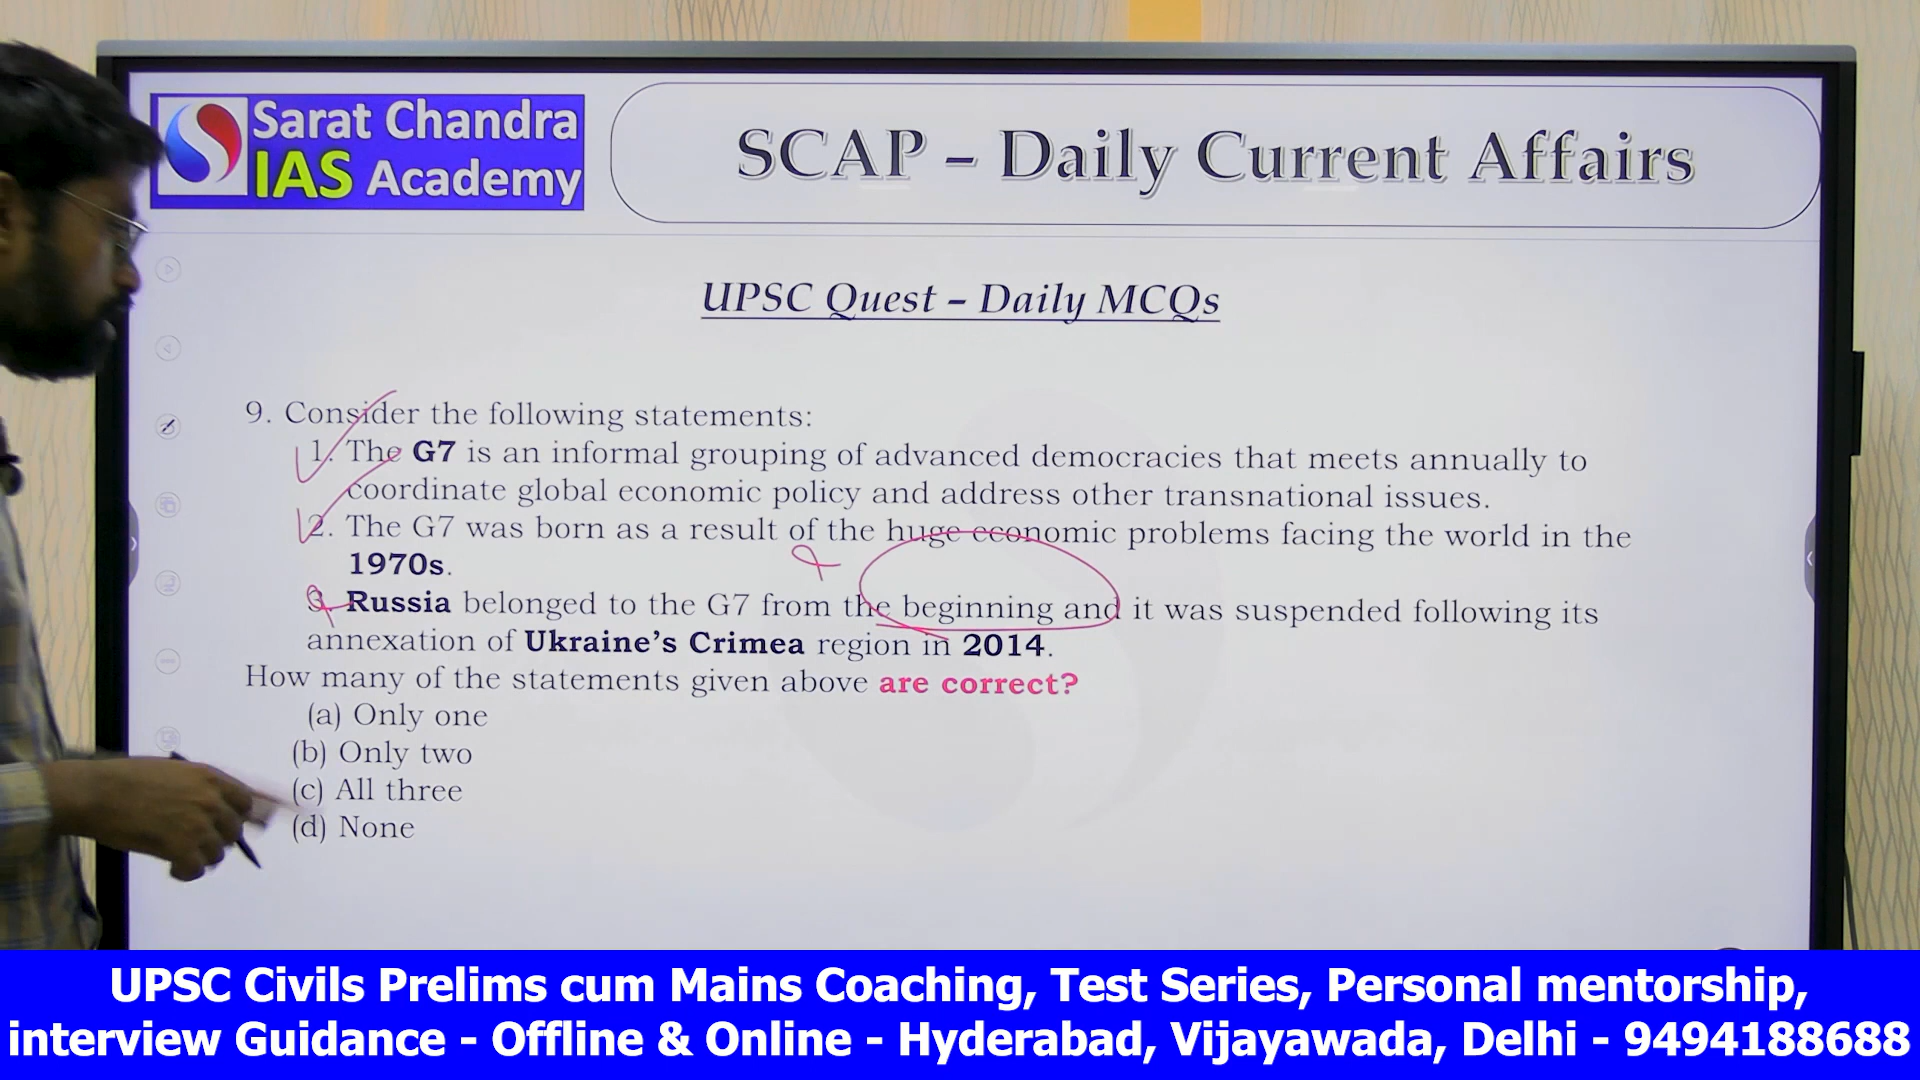 Sarat Chandra
IAS Academy
SCAP – Daily Current Affairs
UPSC Quest – Daily MCQs
9. Consider the following statements:
1. The G7 is an informal grouping of advanced democracies that meets annually to
coordinate global economic policy and address other transnational issues.
2. The G7 was born as a result of the huge economic problems facing the world in the
1970s.
3. Russia belonged to the G7 from the beginning and it was suspended following its
annexation of Ukraine’s Crimea region in 2014.
How many of the statements given above are correct?
(a) Only one
(b) Only two
(c) All three
(d) None
UPSC Civils Prelims cum Mains Coaching, Test Series, Personal mentorship,
interview Guidance - Offline & Online - Hyderabad, Vijayawada, Delhi - 9494188688